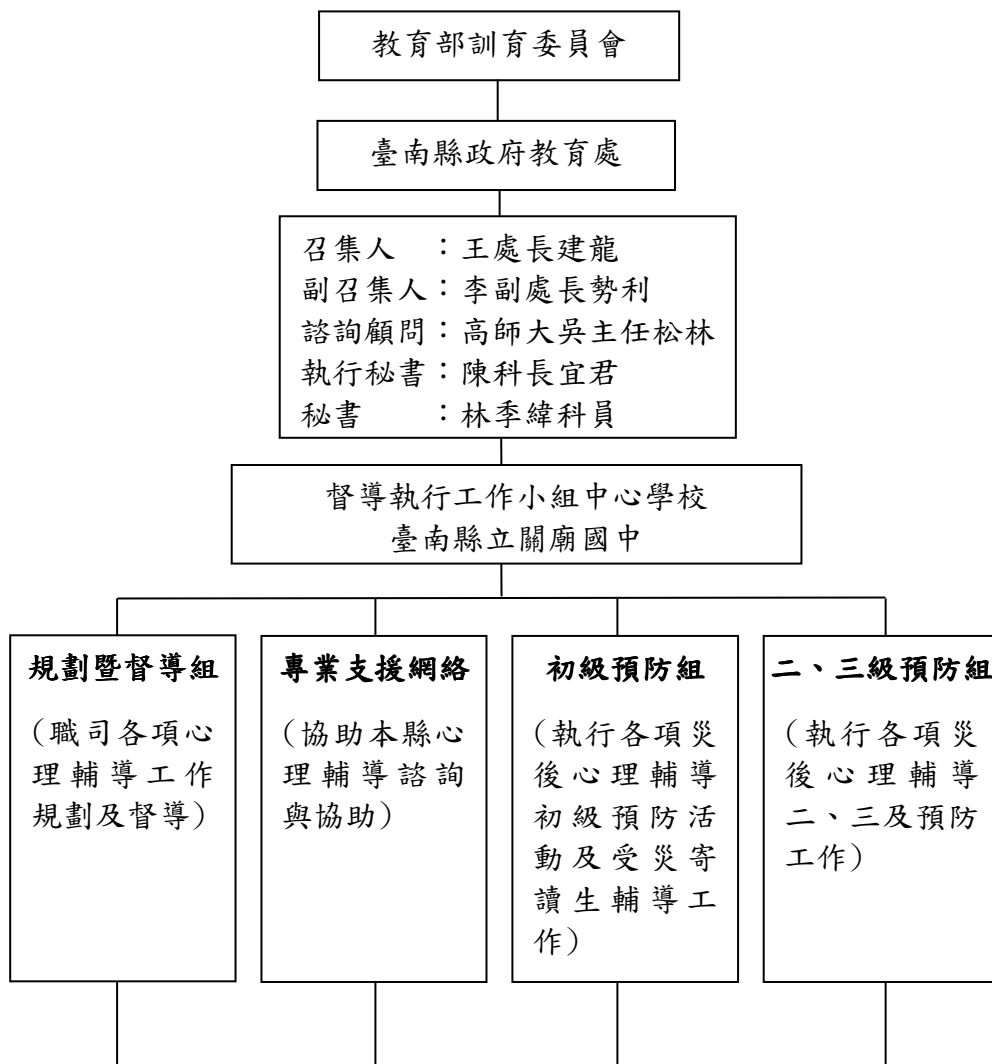 教育部訓育委員會
臺南縣政府教育處
召集人　：王處長建龍
副召集人：李副處長勢利
諮詢顧問：高師大吳主任松林
執行秘書：陳科長宜君
秘書　　：林季緯科員
督導執行工作小組中心學校
臺南縣立關廟國中
規劃暨督導組
（職司各項心
理輔導工作
規劃及督導）
專業支援網絡
（協助本縣心
理輔導諮詢
與協助）
初級預防組
（執行各項災
後心理輔導
初級預防活
動及受災寄
讀生輔導工
作）
二、三級預防組
（執行各項災
後心理輔導
二、三及預防
工作）